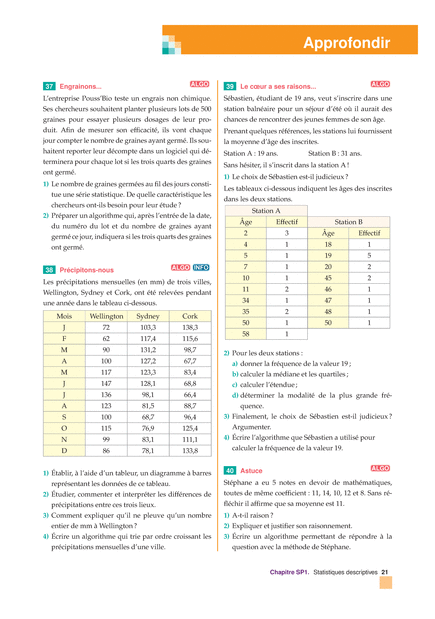 Approfondir
37 Engrainons... ALGO
L'entreprise Pouss'Bio teste un engrais non chimique.
Ses chercheurs souhaitent planter plusieurs lots de 500
graines pour essayer plusieurs dosages de leur pro-
duit. Afin de mesurer son efficacité, ils vont chaque
jour compter le nombre de graines ayant germé. Ils sou-
haitent reporter leur décompte dans un logiciel qui dé-
terminera pour chaque lot si les trois quarts des graines
ont germé.
1) Le nombre de graines germées au fil des jours consti-
tue une série statistique. De quelle caractéristique les
chercheurs ont-ils besoin pour leur étude ?
2) Préparer un algorithme qui, après l'entrée de la date,
du numéro du lot et du nombre de graines ayant
germé ce jour, indiquera si les trois quarts des graines
ont germé.
38 Précipitons-nous ALGO INFO
Les précipitations mensuelles (en mm) de trois villes,
Wellington, Sydney et Cork, ont été relevées pendant
une année dans le tableau ci-dessous.
Mois Wellington Sydney Cork
J 72 103,3 138,3
F 62 117,4 115,6
M 90 131,2 98,7
A 100 127,2 67,7
M 117 123,3 83,4
J 147 128,1 68,8
J 136 98,1 66,4
A 123 81,5 88,7
S 100 68,7 96,4
O 115 76,9 125,4
N 99 83,1 111,1
D 86 78,1 133,8
1) Établir, à l'aide d'un tableur, un diagramme à barres
représentant les données de ce tableau.
2) Étudier, commenter et interpréter les différences de
précipitations entre ces trois lieux.
3) Comment expliquer qu'il ne pleuve qu'un nombre
entier de mm à Wellington ?
4) Écrire un algorithme qui trie par ordre croissant les
précipitations mensuelles d'une ville.
39 Le cœur a ses raisons... ALGO
Sébastien, étudiant de 19 ans, veut s'inscrire dans une
station balnéaire pour un séjour d'été où il aurait des
chances de rencontrer des jeunes femmes de son âge.
Prenant quelques références, les stations lui fournissent
la moyenne d'âge des inscrites.
Station A : 19 ans. Station B : 31 ans.
Sans hésiter, il s'inscrit dans la station A !
1) Le choix de Sébastien est-il judicieux ?
Les tableaux ci-dessous indiquent les âges des inscrites
dans les deux stations.
Station A
Âge Effectif
2 3
4 1
5 1
7 1
10 1
11 2
34 1
35 2
50 1
58 1
Station B
Âge Effectif
18 1
19 5
20 2
45 2
46 1
47 1
48 1
50 1
2) Pour les deux stations :
a) donner la fréquence de la valeur 19 ;
b) calculer la médiane et les quartiles ;
c) calculer l'étendue ;
d) déterminer la modalité de la plus grande fré-
quence.
3) Finalement, le choix de Sébastien est-il judicieux ?
Argumenter.
4) Écrire l'algorithme que Sébastien a utilisé pour
calculer la fréquence de la valeur 19.
40 Astuce ALGO
Stéphane a eu 5 notes en devoir de mathématiques,
toutes de même coefficient : 11, 14, 10, 12 et 8. Sans ré-
fléchir il affirme que sa moyenne est 11.
1) A-t-il raison ?
2) Expliquer et justifier son raisonnement.
3) Écrire un algorithme permettant de répondre à la
question avec la méthode de Stéphane.
Chapitre SP1. Statistiques descriptives 21